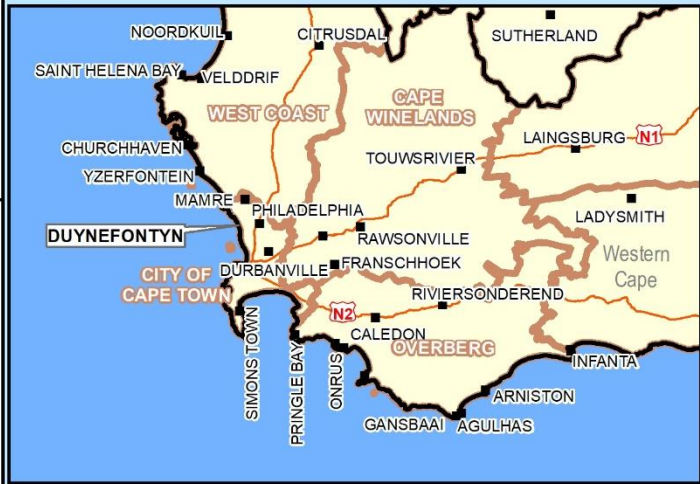 NOORDKUIL
CITRUSDAL
SUTHERLAND
SAINT HELENA BAY
VELDDRIF
WEST COAST
CAPE
WINELANDS
LAINGSBURG
N1
CHURCHHAVEN
TOUWSRIVIER
YZERFONTEIN
MAMRE
PHILADELPHIA
LADYSMITH
DUYNEFONTYN
RAWSONVILLE
Western
Cape
CITY OF
CAPE TOWN
DURBANVILLE
FRANSCHHOEK
RIVIERSONDEREND
N2
SIMONS TOWN
PRINGLE BAY
ONRUS
CALEDON
OVERBERG
INFANTA
ARNISTON
GANSBAAI
AGULHAS